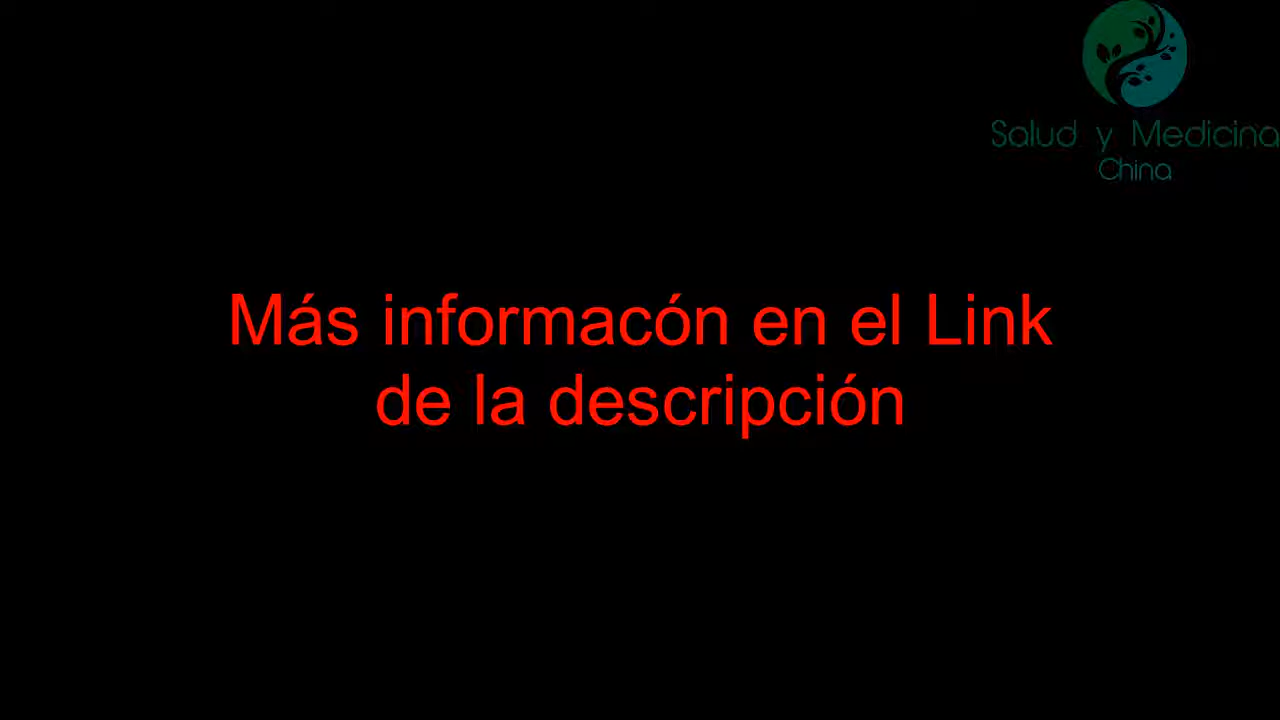 Salud y Medicina
China
Más informacón en el Link
de la descripción